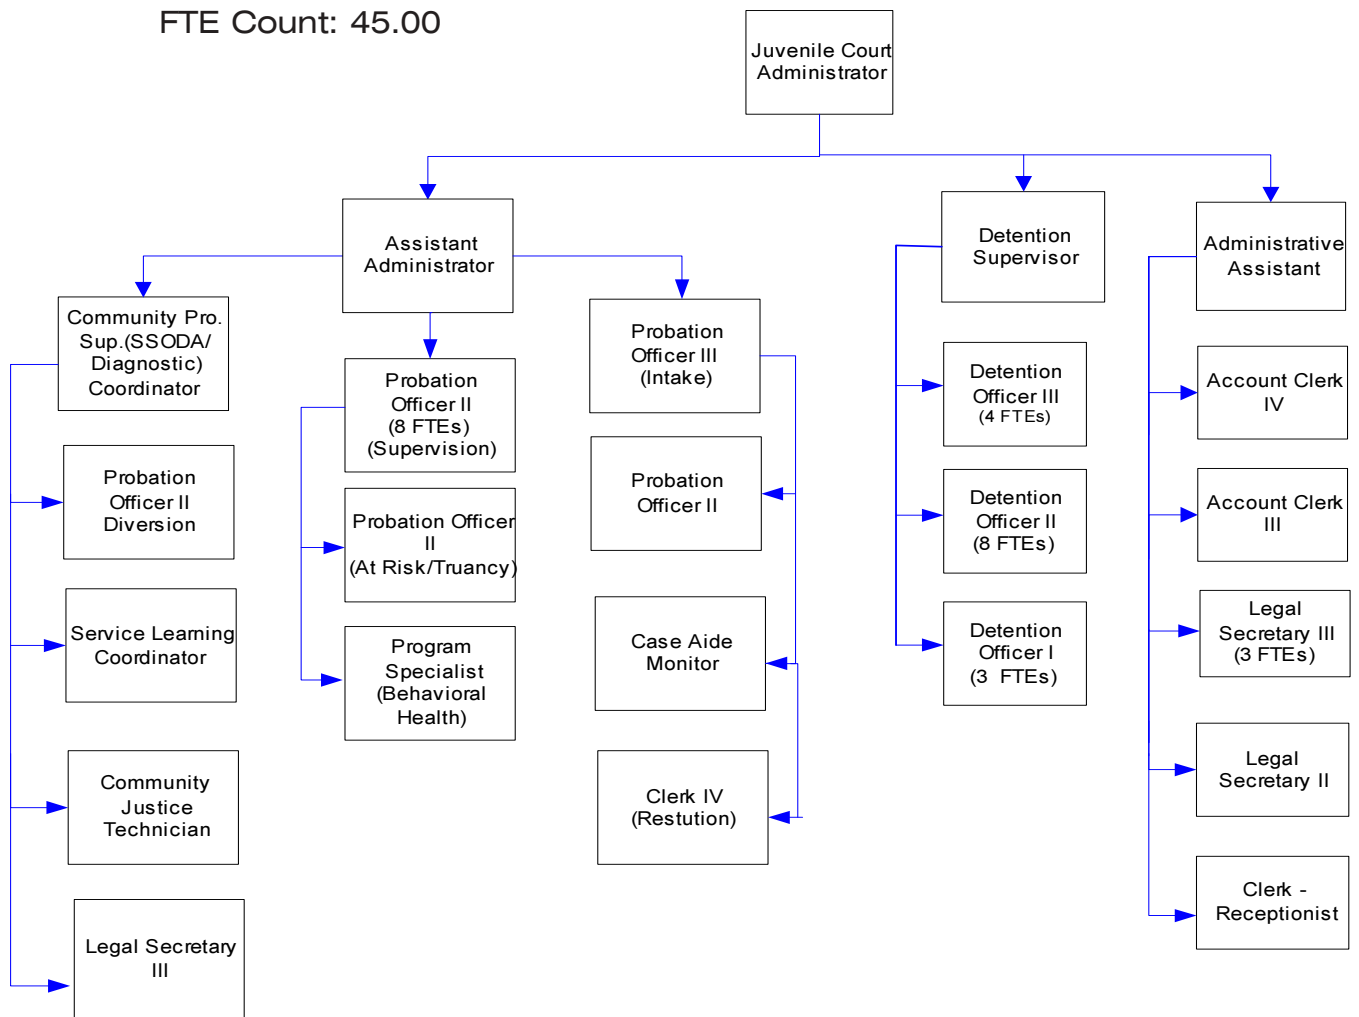 FTE Count: 45.00
Juvenile Court
Administrator
Assistant
Administrator
Detention
Supervisor
Administrative
Assistant
Community Pro.
Sup.(SSODA/
Diagnostic)
Coordinator
Probation
Officer II
Diversion
Service Learning
Coordinator
Community
Justice
Technician
Legal Secretary
III
Probation
Officer II
(8 FTEs)
(Supervision)
Probation Officer
II
(At Risk/Truancy)
Program
Specialist
(Behavioral
Health)
Probation
Officer III
(Intake)
Probation
Officer II
Case Aide
Monitor
Clerk IV
(Restution)
Detention
Officer III
(4 FTEs)
Detention
Officer II
(8 FTEs)
Detention
Officer I
(3 FTEs)
Account Clerk
IV
Account Clerk
III
Legal
Secretary III
(3 FTEs)
Legal
Secretary II
Clerk -
Receptionist